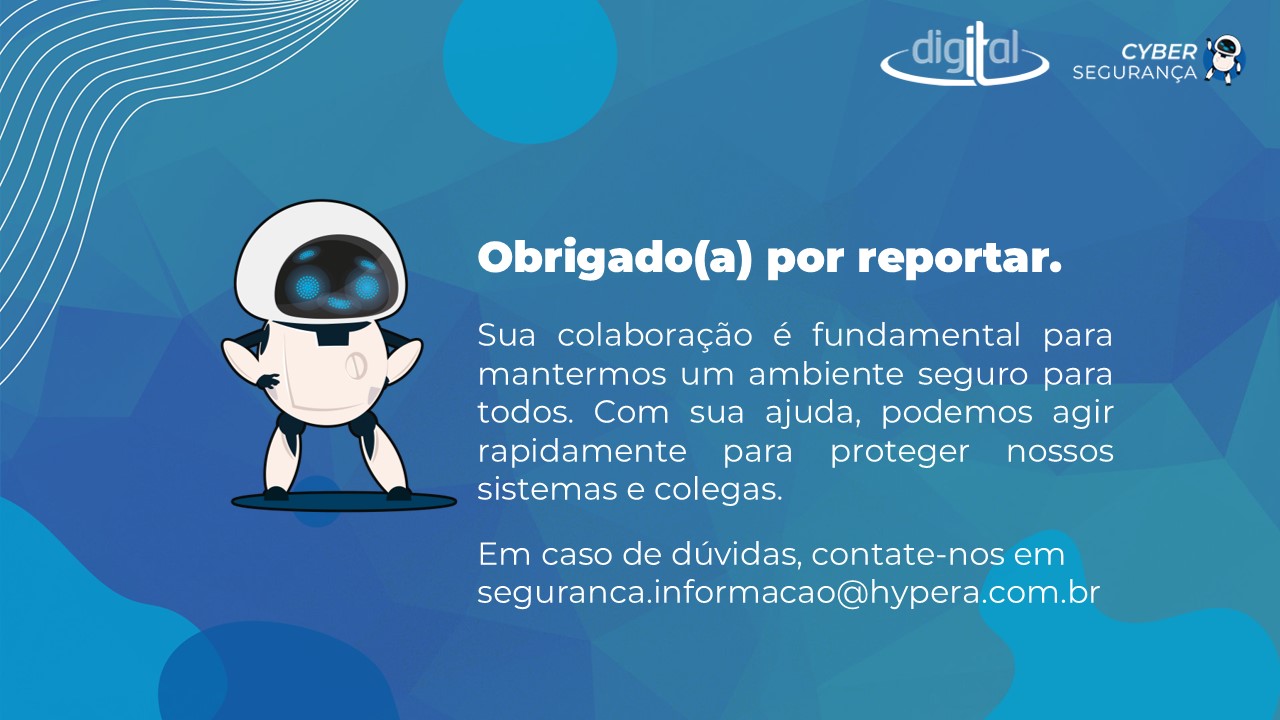 digital
CYBER
SEGURANÇA
Obrigado(a) por reportar.
Sua colaboração é fundamental para
mantermos um ambiente seguro para
todos. Com sua ajuda, podemos agir
rapidamente para proteger nossos
sistemas e colegas.
Em caso de dúvidas, contate-nos em
seguranca.informacao@hypera.com.br